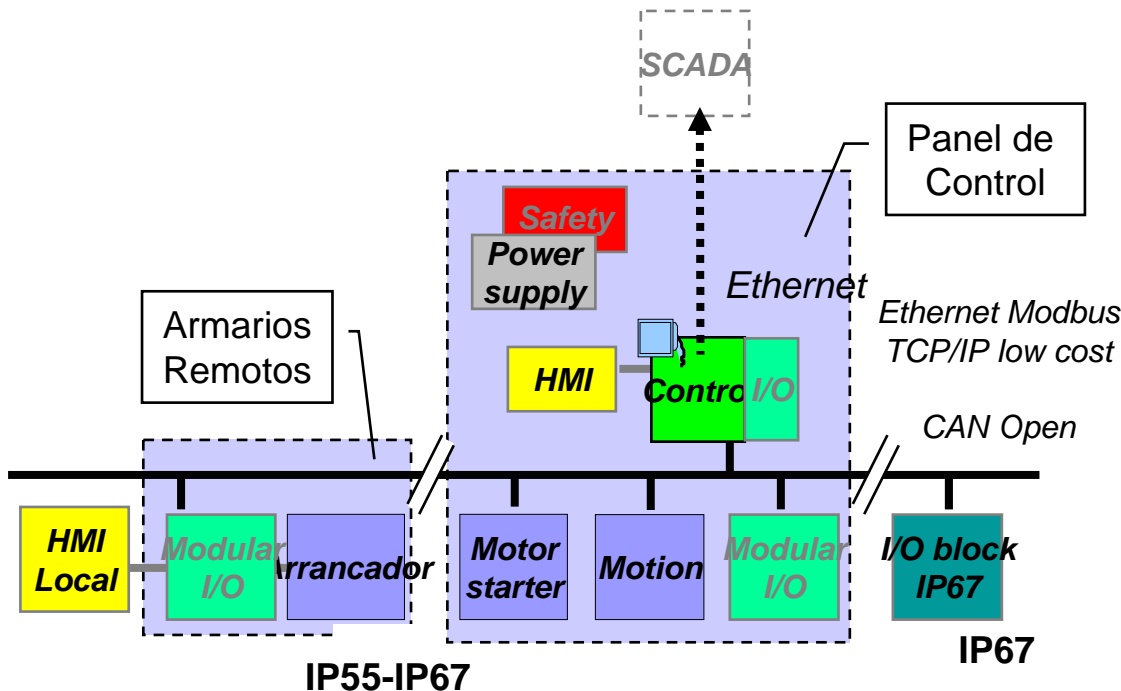 SCADA
Panel de
Control
Safety
Power
supply
Ethernet
Armarios
Remotos
Ethernet Modbus
TCP/IP low cost
HMI
Contro
I/O
CAN Open
HMI
Local
Modular
I/O
Arrancador
Motor
starter
Motion
Modular
I/O
I/O block
IP67
IP67
IP55-IP67